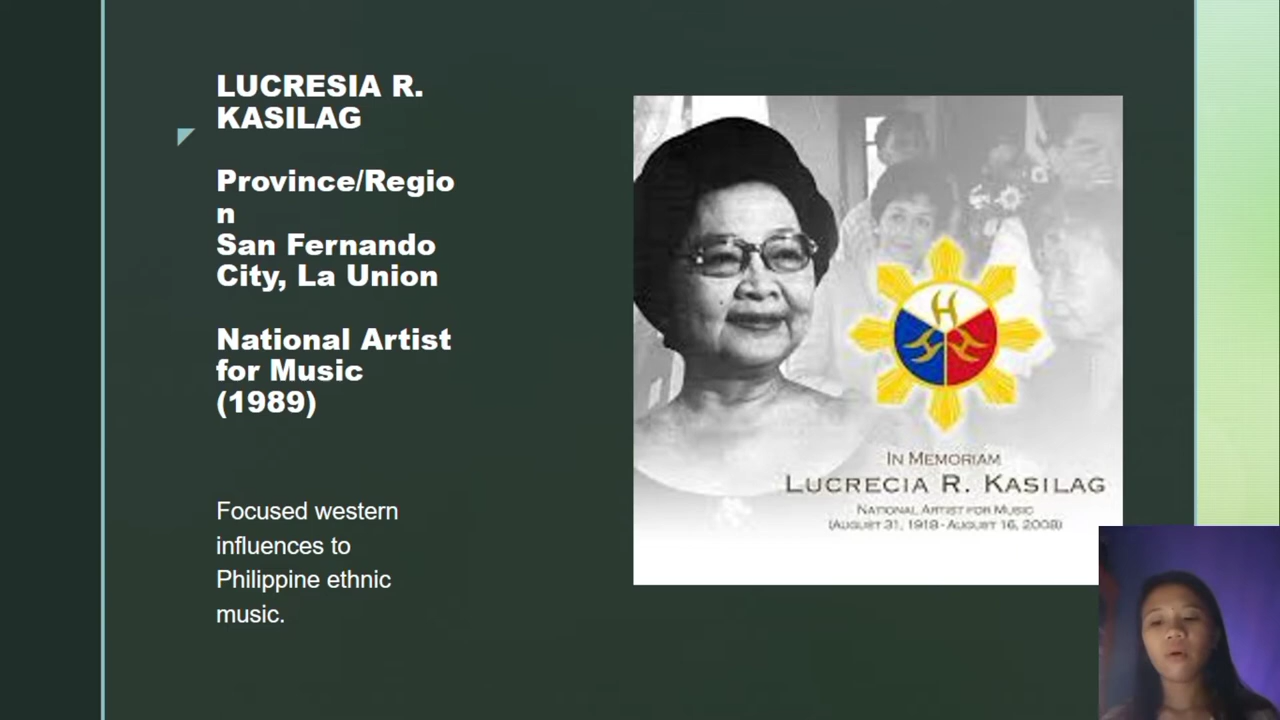 LUCRESIA R.
KASILAG
Province/Regio
n
San Fernando
City, La Union
National Artist
for Music
(1989)
Focused western
influences to
Philippine ethnic
music.
IN MEMORIAM
LUCRECIA R. KASILAG
NATIONAL ARTIST FOR MUSIC
(AUGUST 31, 1918 - AUGUST 16, 2008)